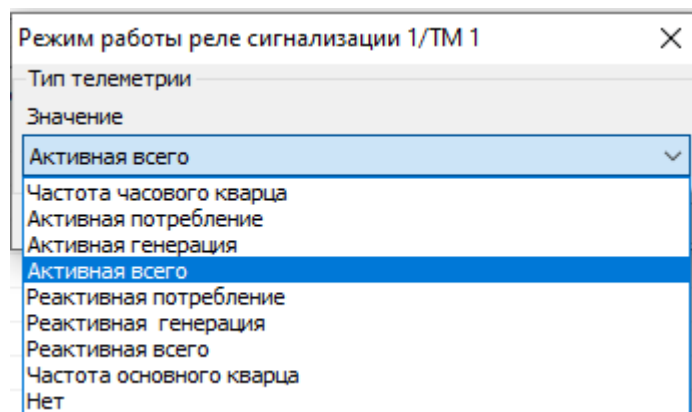 Режим работы реле сигнализации 1/ТМ 1
Тип телеметрии
Значение
Активная всего
Частота часового кварца
Активная потребление
Активная генерация
Активная всего
Реактивная потребление
Реактивная  генерация
Реактивная всего
Частота основного кварца
Нет